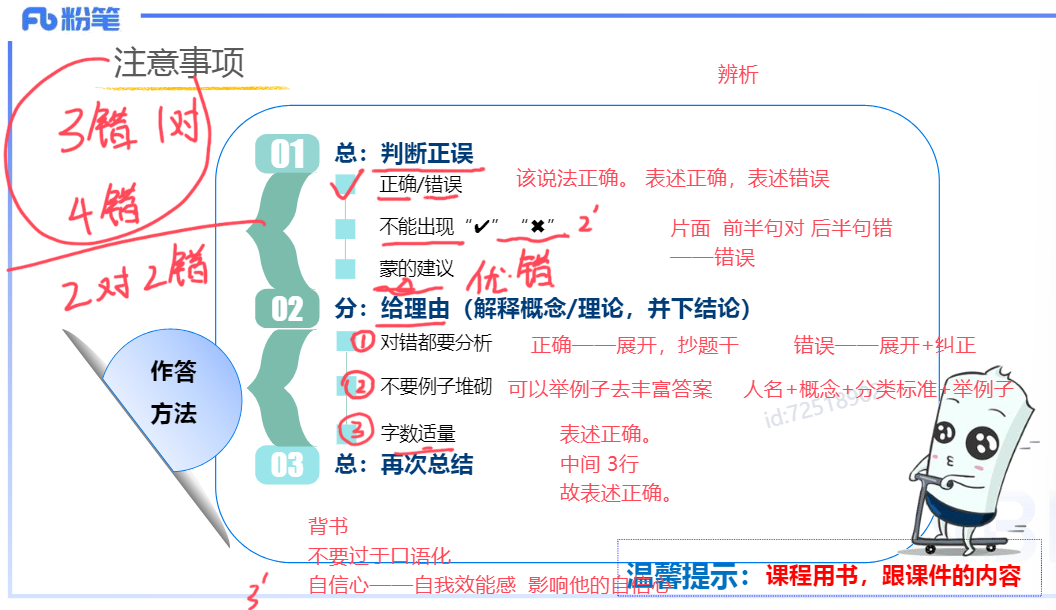 粉笔
注意事项
辨析
3错 1对
4错
2对2错
01 总：判断正误
正确/错误
该说法正确。 表述正确，表述错误
不能出现“✔” “✖” 2'
片面 前半句对 后半句错
——错误
蒙的建议 优:错
02 分：给理由（解释概念/理论，并下结论）
① 对错都要分析
正确——展开，抄题干 错误——展开+纠正
② 不要例子堆砌
可以举例子去丰富答案 人名+概念+分类标准+举例子
③ 字数适量
表述正确。
中间 3行
故表述正确。
03 总：再次总结
作答
方法
背书
不要过于口语化
自信心——自我效能感 影响他的自信心
3'
温馨提示：课程用书，跟课件的内容